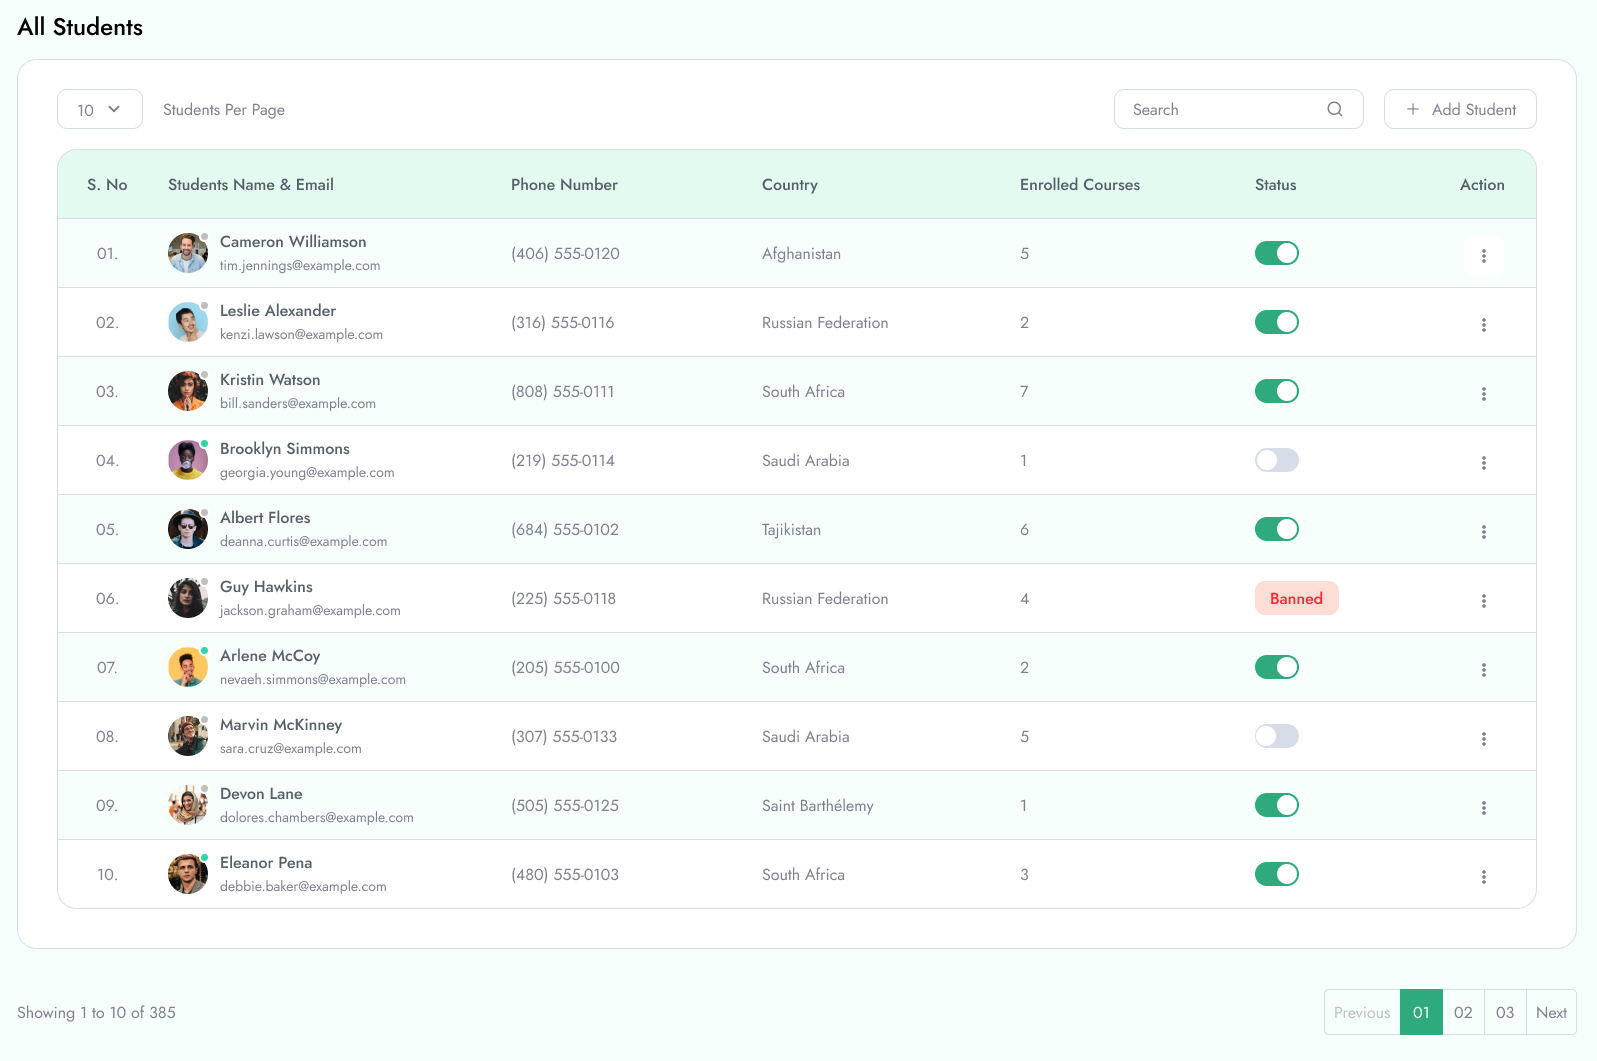 All Students
10 Students Per Page Search + Add Student
S. No Students Name & Email Phone Number Country Enrolled Courses Status Action
01. Cameron Williamson (406) 555-0120 Afghanistan 5
tim.jennings@example.com
02. Leslie Alexander (316) 555-0116 Russian Federation 2
kenzi.lawson@example.com
03. Kristin Watson (808) 555-0111 South Africa 7
bill.sanders@example.com
04. Brooklyn Simmons (219) 555-0114 Saudi Arabia 1
georgia.young@example.com
05. Albert Flores (684) 555-0102 Tajikistan 6
deanna.curtis@example.com
06. Guy Hawkins (225) 555-0118 Russian Federation 4 Banned
jackson.graham@example.com
07. Arlene McCoy (205) 555-0100 South Africa 2
nevaeh.simmons@example.com
08. Marvin McKinney (307) 555-0133 Saudi Arabia 5
sara.cruz@example.com
09. Devon Lane (505) 555-0125 Saint Barthélemy 1
dolores.chambers@example.com
10. Eleanor Pena (480) 555-0103 South Africa 3
debbie.baker@example.com
Showing 1 to 10 of 385 Previous 01 02 03 Next